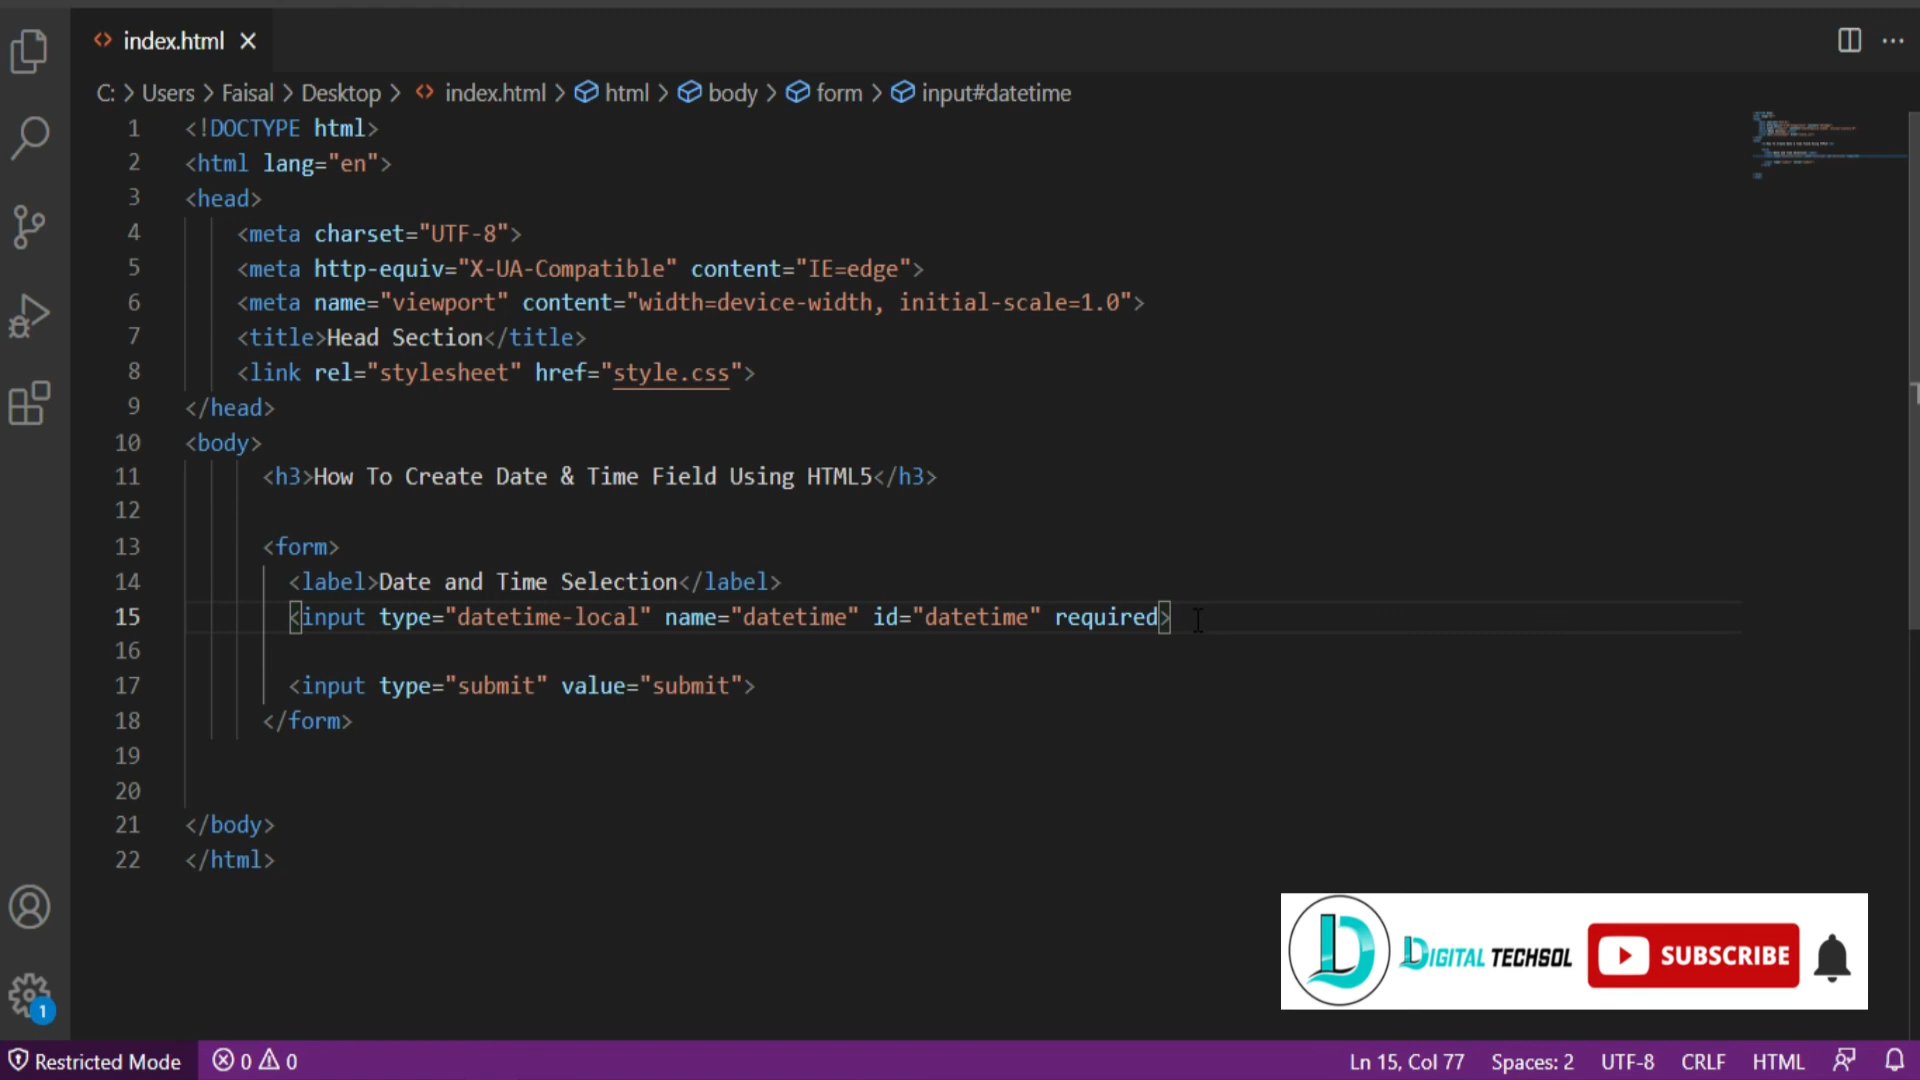 index.html
C: > Users > Faisal > Desktop > index.html > html > body > form > input#datetime
1 <!DOCTYPE html>
2 <html lang="en">
3 <head>
4 <meta charset="UTF-8">
5 <meta http-equiv="X-UA-Compatible" content="IE=edge">
6 <meta name="viewport" content="width=device-width, initial-scale=1.0">
7 <title>Head Section</title>
8 <link rel="stylesheet" href="style.css">
9 </head>
10 <body>
11 <h3>How To Create Date & Time Field Using HTML5</h3>
12
13 <form>
14 <label>Date and Time Selection</label>
15 <input type="datetime-local" name="datetime" id="datetime" required>
16
17 <input type="submit" value="submit">
18 </form>
19
20
21 </body>
22 </html>
DIGITAL TECHSOL SUBSCRIBE
1
Restricted Mode 0 0 Ln 15, Col 77 Spaces: 2 UTF-8 CRLF HTML